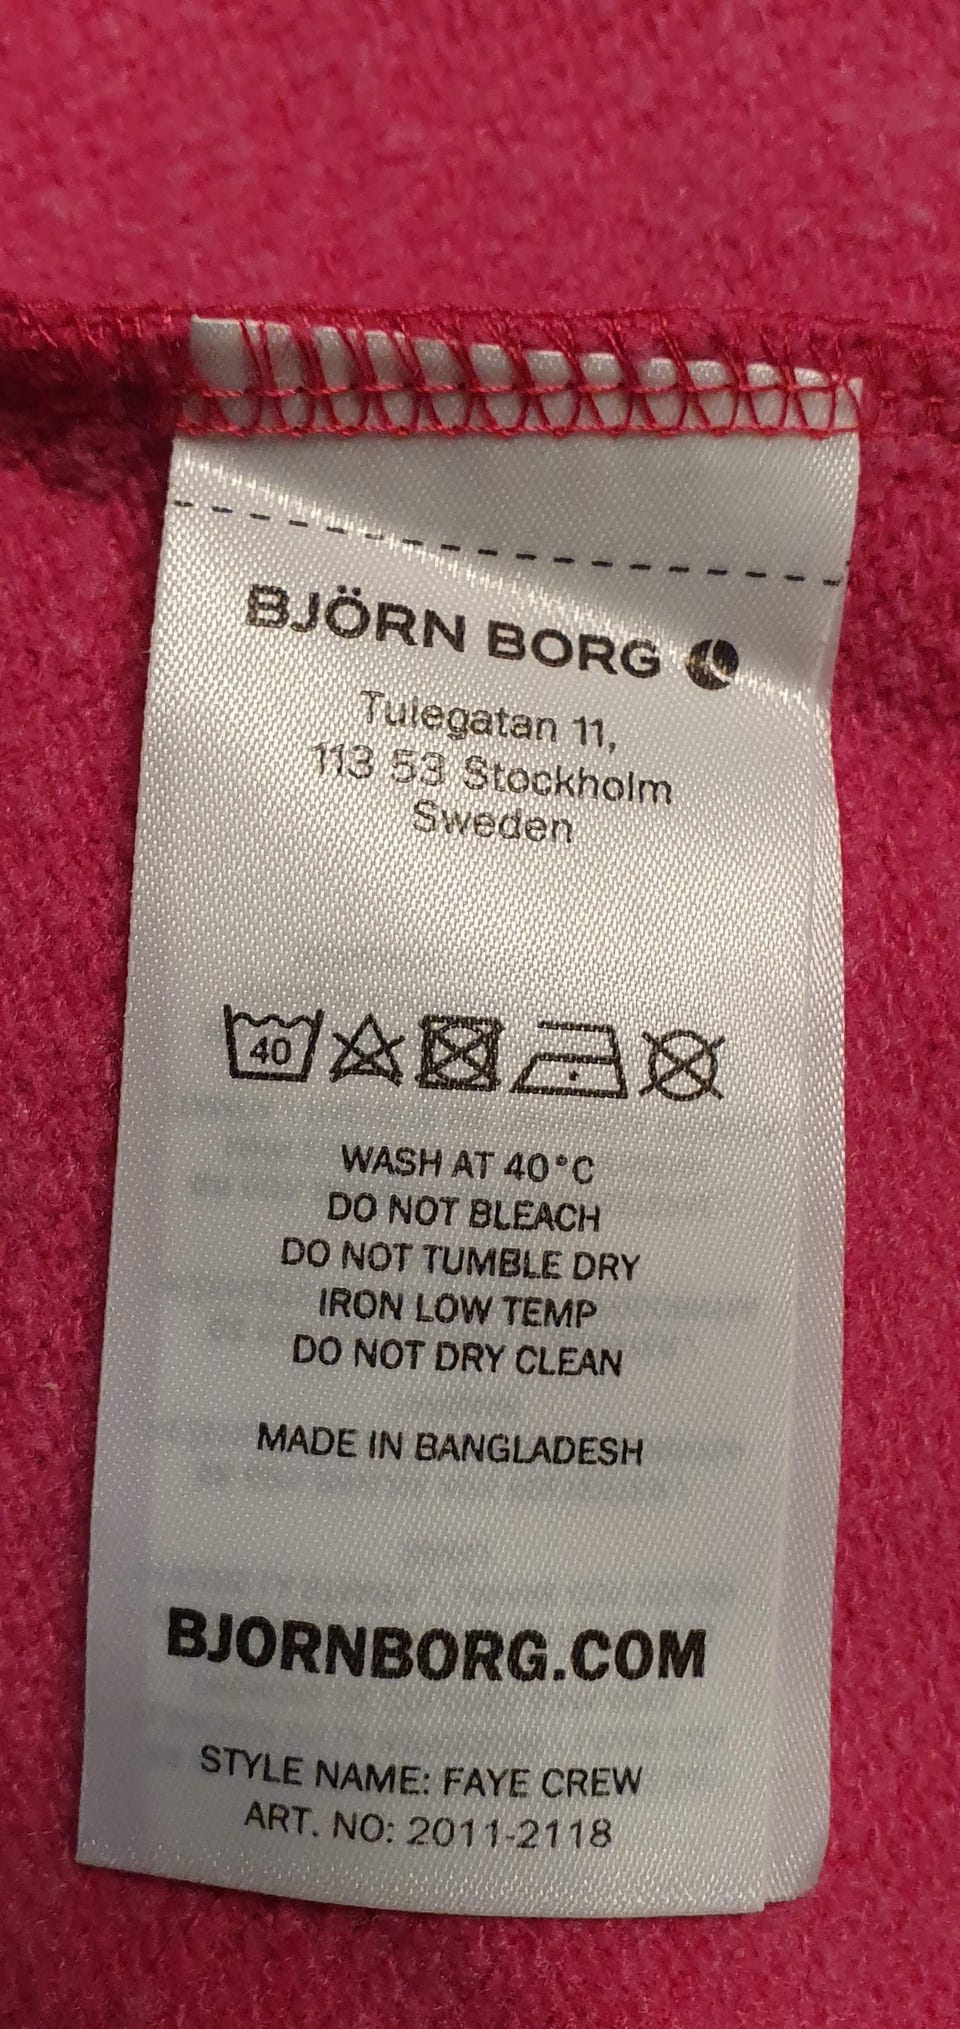 BJÖRN BORG
Tulegatan 11,
113 53 Stockholm
Sweden
40
WASH AT 40°C
DO NOT BLEACH
DO NOT TUMBLE DRY
IRON LOW TEMP
DO NOT DRY CLEAN
MADE IN BANGLADESH
BJORNBORG.COM
STYLE NAME: FAYE CREW
ART. NO: 2011-2118